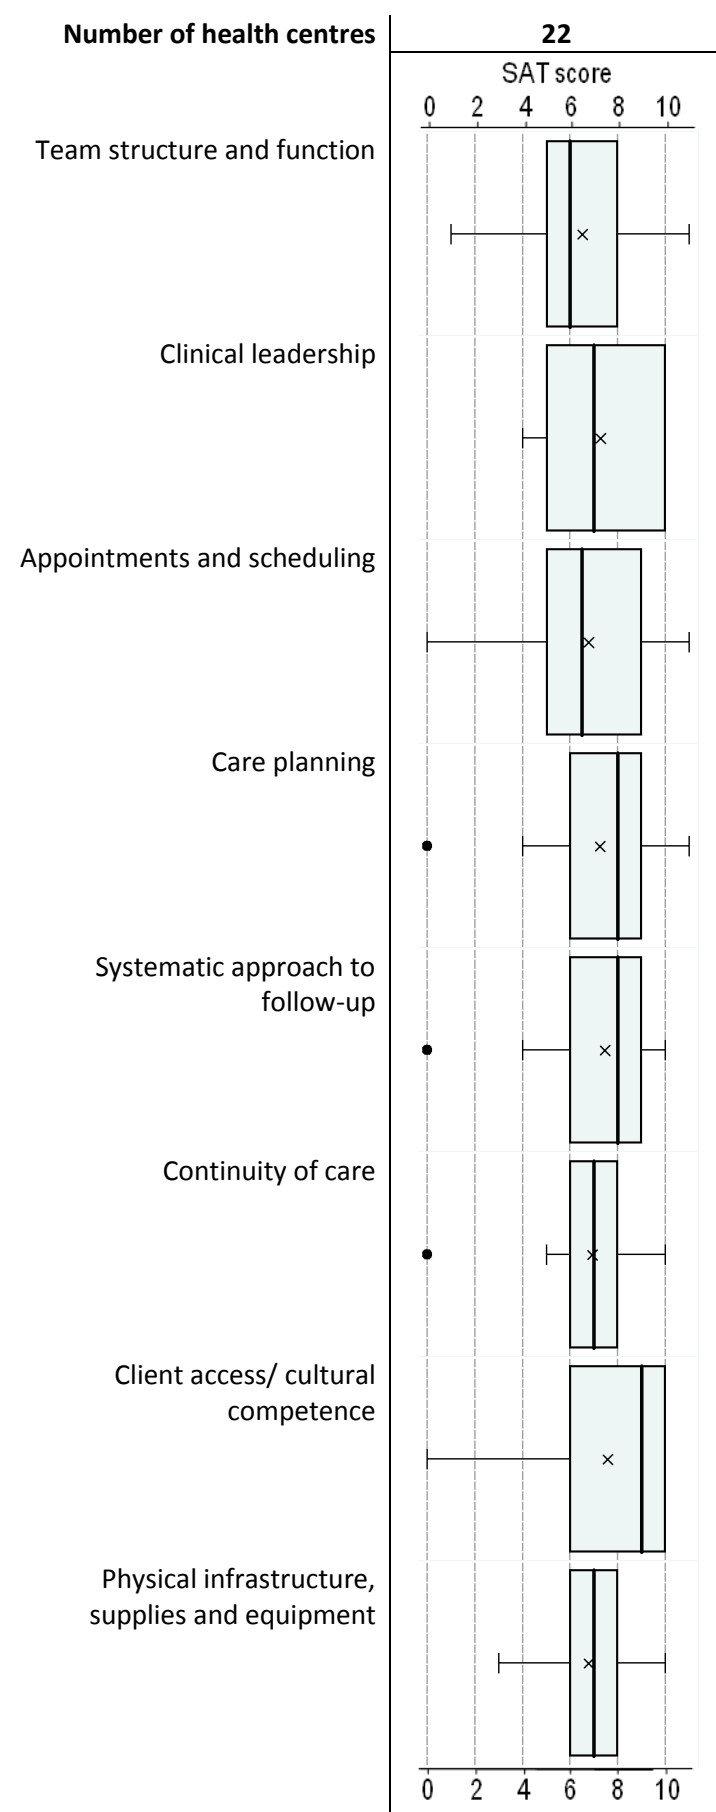 Number of health centres 22
SAT score
0 2 4 6 8 10
Team structure and function
Clinical leadership
Appointments and scheduling
Care planning
Systematic approach to
follow-up
Continuity of care
Client access/ cultural
competence
Physical infrastructure,
supplies and equipment
0 2 4 6 8 10